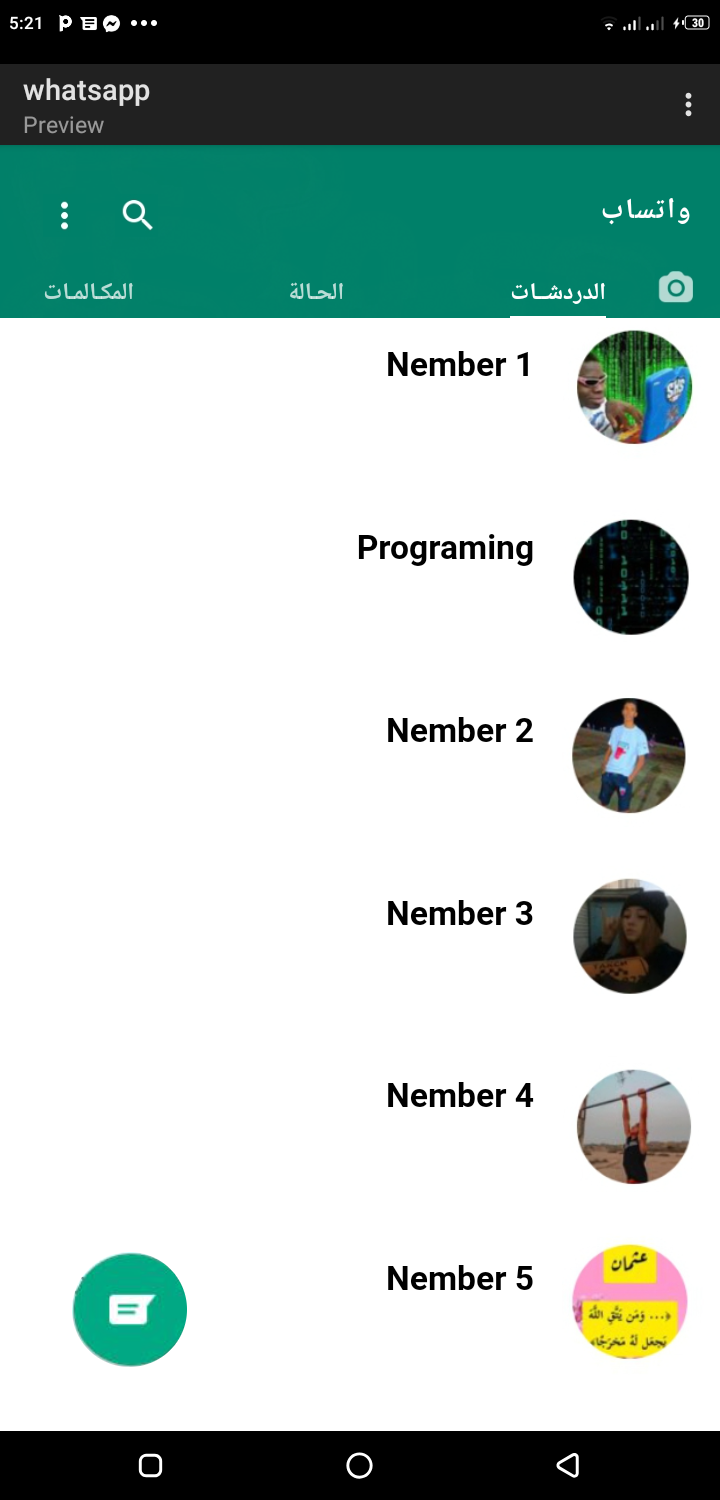 5:21
30
whatsapp
Preview
واتساب
الدردشات
الحالة
المكالمات
Nember 1
SHS
Programing
Nember 2
Nember 3
Nember 4
Nember 5
عثمان
﴿... وَمَن يَتَّقِ اللَّهَ
يَجْعَل لَهُ مَخْرَجًا﴾